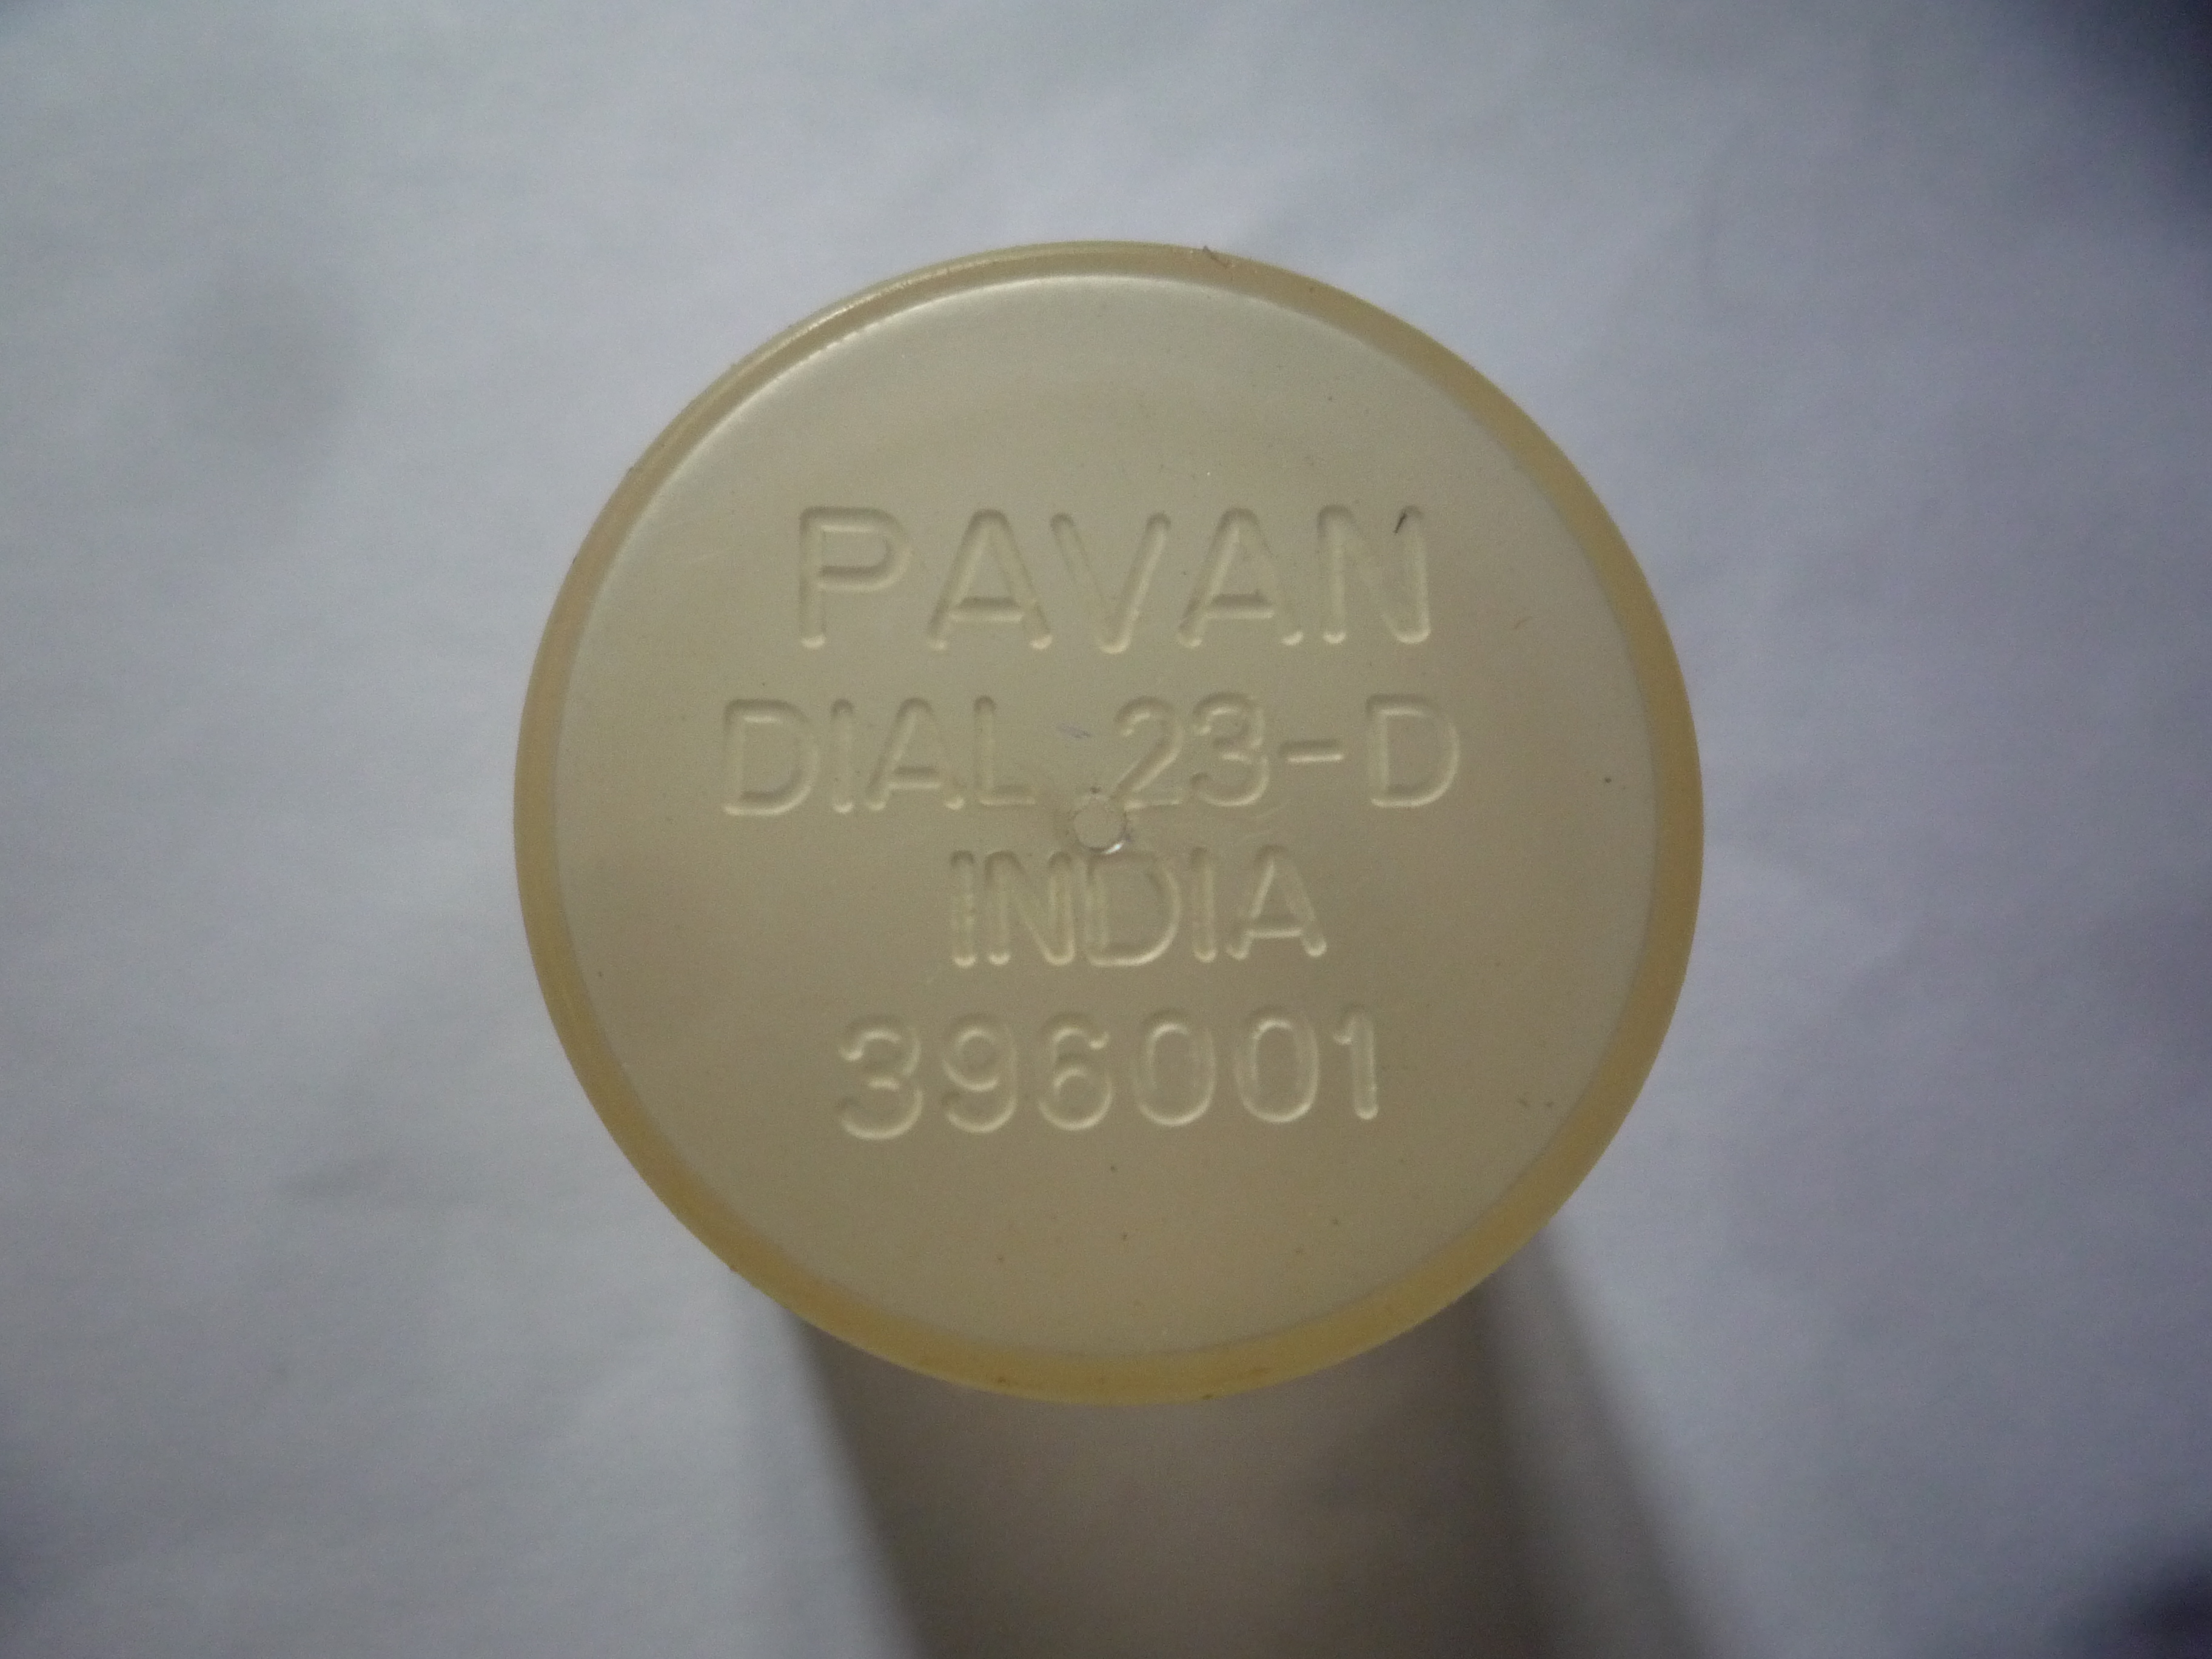 PAVAN
DIAL 23-D
INDIA
396001